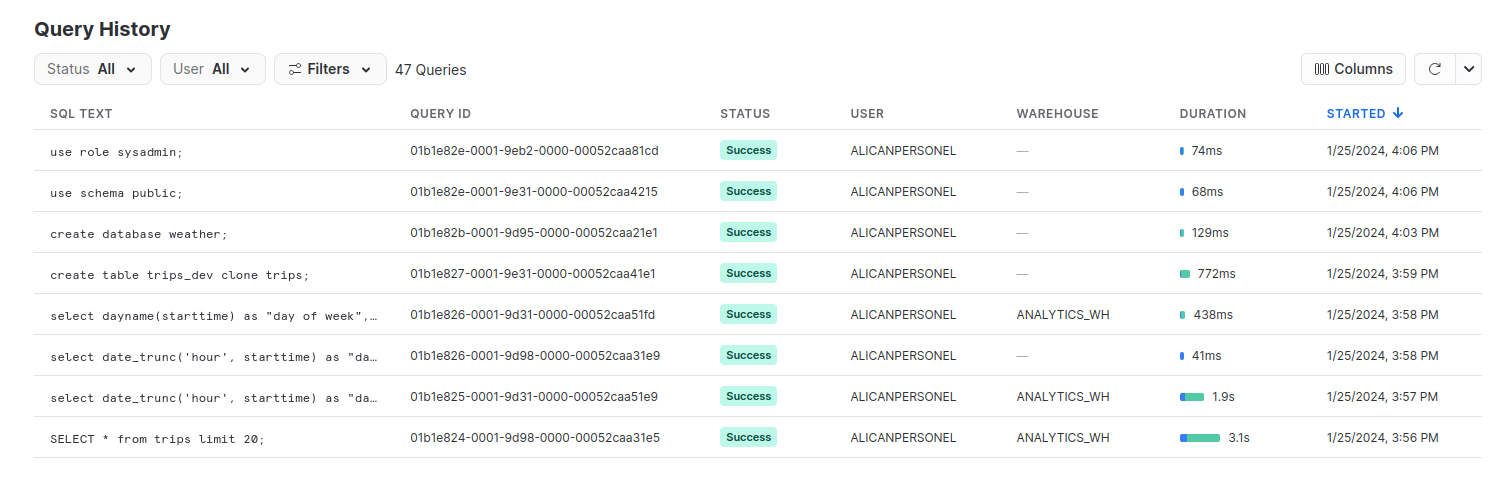 Query History
Status All User All Filters 47 Queries Columns
SQL TEXT QUERY ID STATUS USER WAREHOUSE DURATION STARTED
use role sysadmin; 01b1e82e-0001-9eb2-0000-00052caa81cd Success ALICANPERSONEL — 74ms 1/25/2024, 4:06 PM
use schema public; 01b1e82e-0001-9e31-0000-00052caa4215 Success ALICANPERSONEL — 68ms 1/25/2024, 4:06 PM
create database weather; 01b1e82b-0001-9d95-0000-00052caa21e1 Success ALICANPERSONEL — 129ms 1/25/2024, 4:03 PM
create table trips_dev clone trips; 01b1e827-0001-9e31-0000-00052caa41e1 Success ALICANPERSONEL — 772ms 1/25/2024, 3:59 PM
select dayname(starttime) as "day of week",… 01b1e826-0001-9d31-0000-00052caa51fd Success ALICANPERSONEL ANALYTICS_WH 438ms 1/25/2024, 3:58 PM
select date_trunc('hour', starttime) as "da… 01b1e826-0001-9d98-0000-00052caa31e9 Success ALICANPERSONEL — 41ms 1/25/2024, 3:58 PM
select date_trunc('hour', starttime) as "da… 01b1e825-0001-9d31-0000-00052caa51e9 Success ALICANPERSONEL ANALYTICS_WH 1.9s 1/25/2024, 3:57 PM
SELECT * from trips limit 20; 01b1e824-0001-9d98-0000-00052caa31e5 Success ALICANPERSONEL ANALYTICS_WH 3.1s 1/25/2024, 3:56 PM